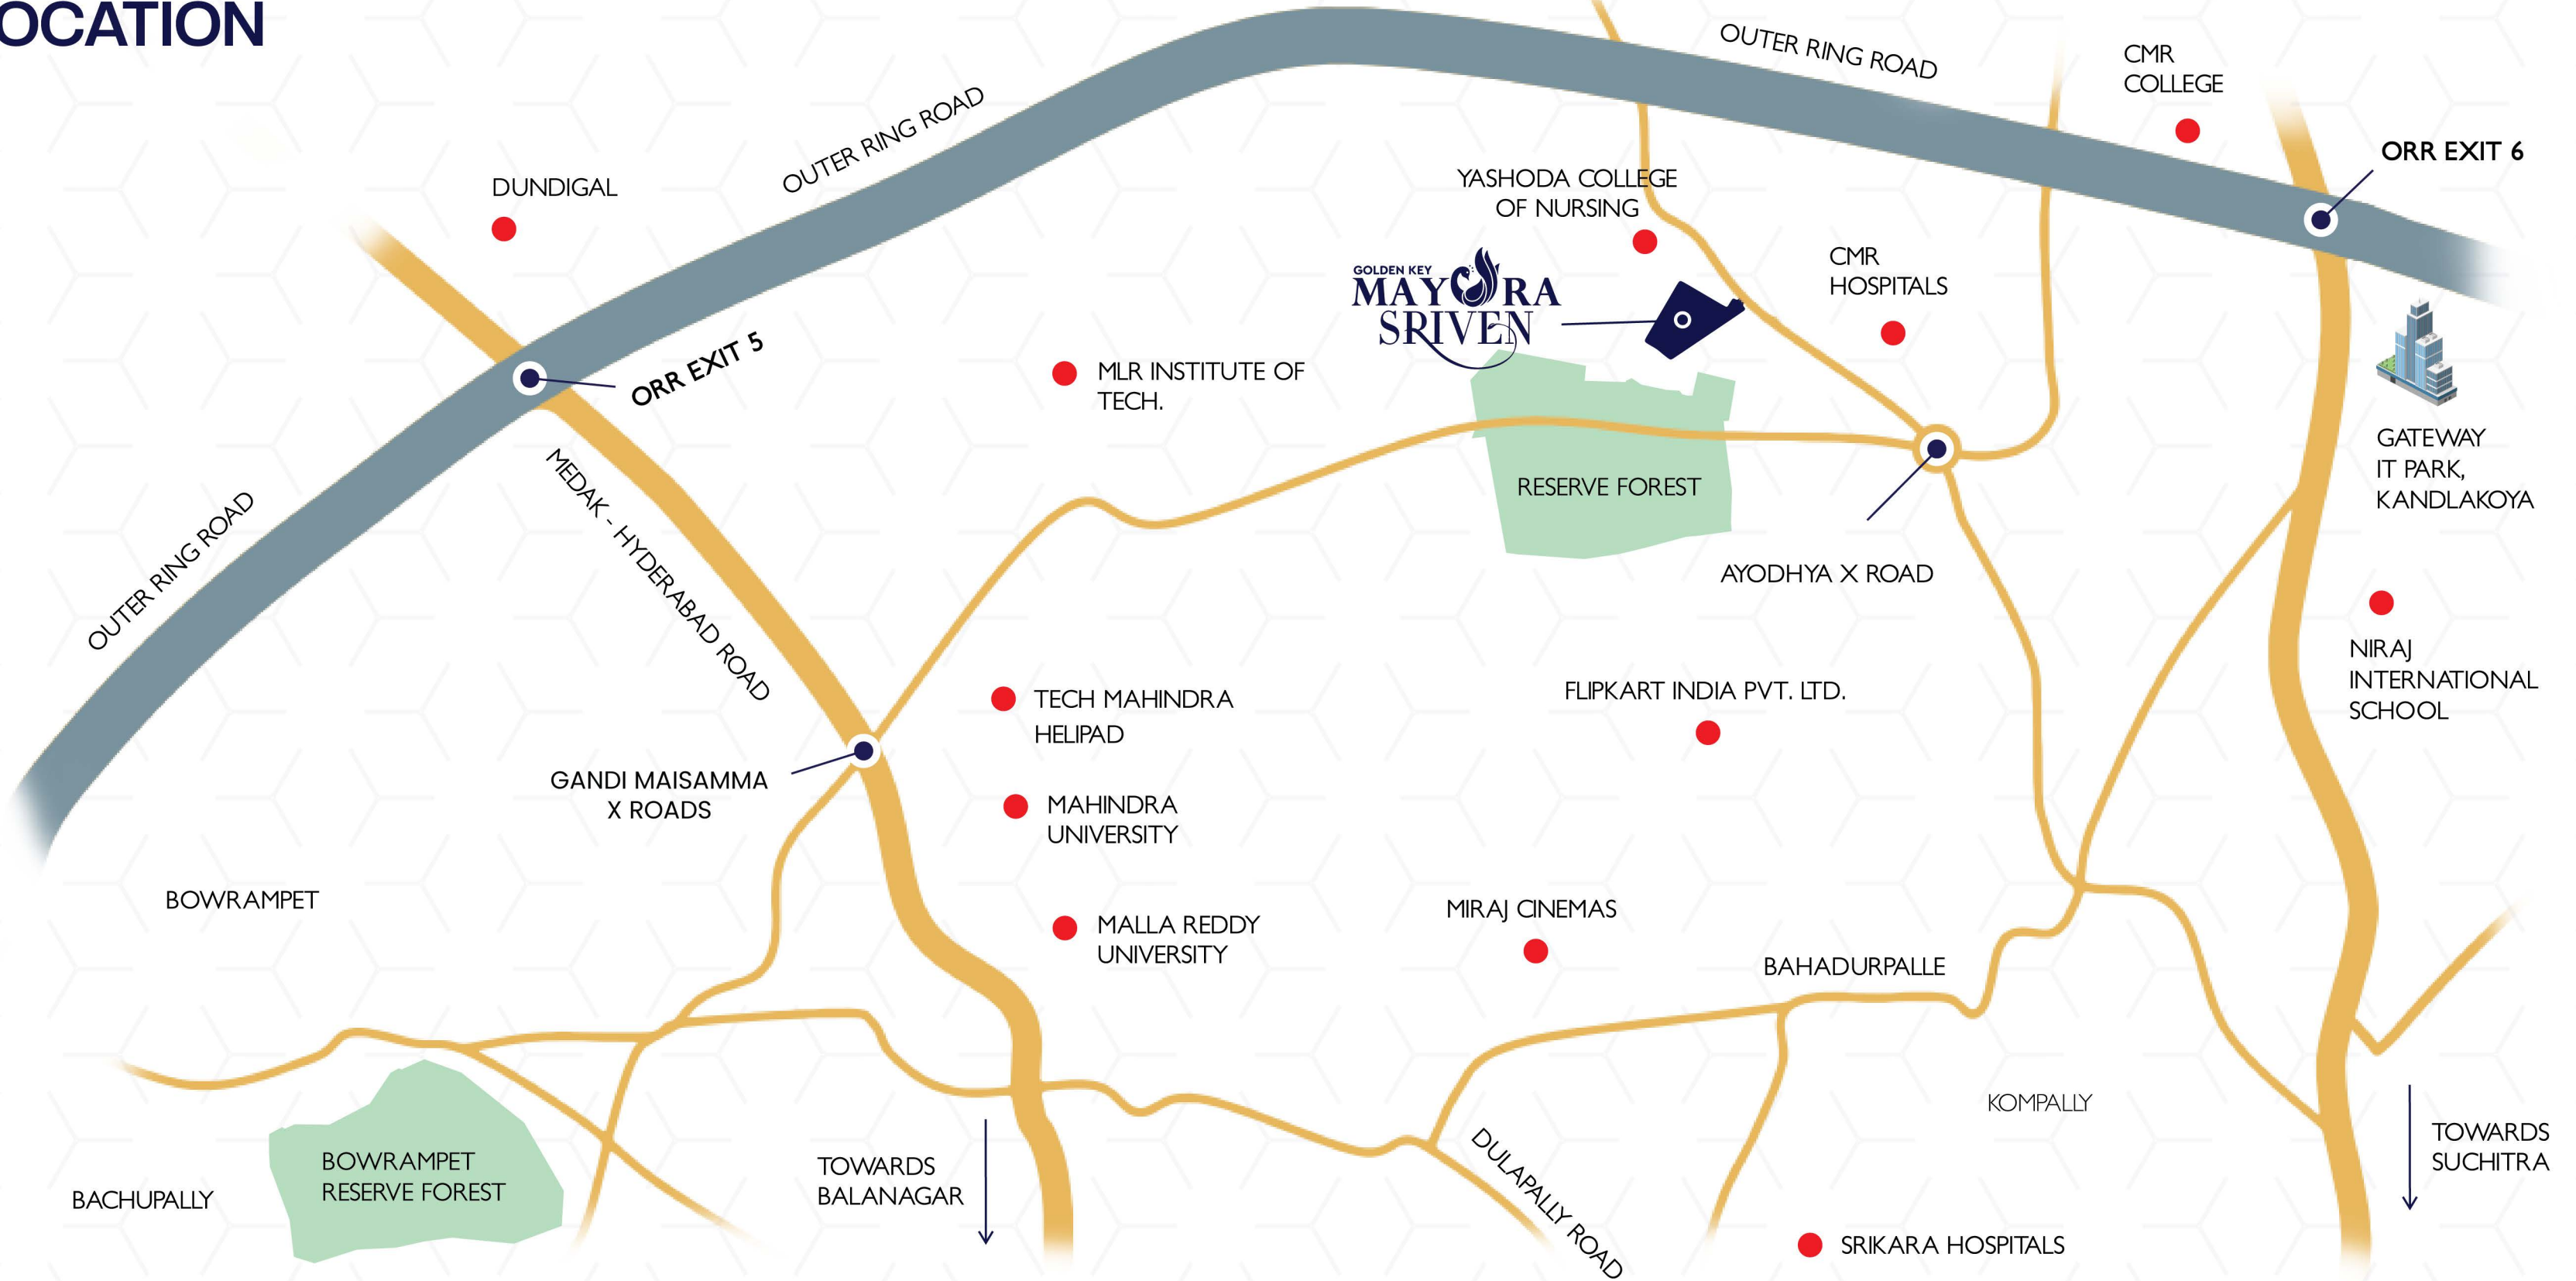 OCATION
OUTER RING ROAD
CMR
COLLEGE
ORR EXIT 6
OUTER RING ROAD
DUNDIGAL
YASHODA COLLEGE
OF NURSING
CMR
HOSPITALS
GOLDEN KEY
MAYURA
SRIVEN
ORR EXIT 5
MLR INSTITUTE OF
TECH.
GATEWAY
IT PARK,
KANDLAKOYA
RESERVE FOREST
MEDAK - HYDERABAD ROAD
OUTER RING ROAD
AYODHYA X ROAD
NIRAJ
INTERNATIONAL
SCHOOL
TECH MAHINDRA
HELIPAD
FLIPKART INDIA PVT. LTD.
GANDI MAISAMMA
X ROADS
MAHINDRA
UNIVERSITY
BOWRAMPET
MALLA REDDY
UNIVERSITY
MIRAJ CINEMAS
BAHADURPALLE
KOMPALLY
TOWARDS
SUCHITRA
BOWRAMPET
RESERVE FOREST
BACHUPALLY
TOWARDS
BALANAGAR
DULAPALLY ROAD
SRIKARA HOSPITALS